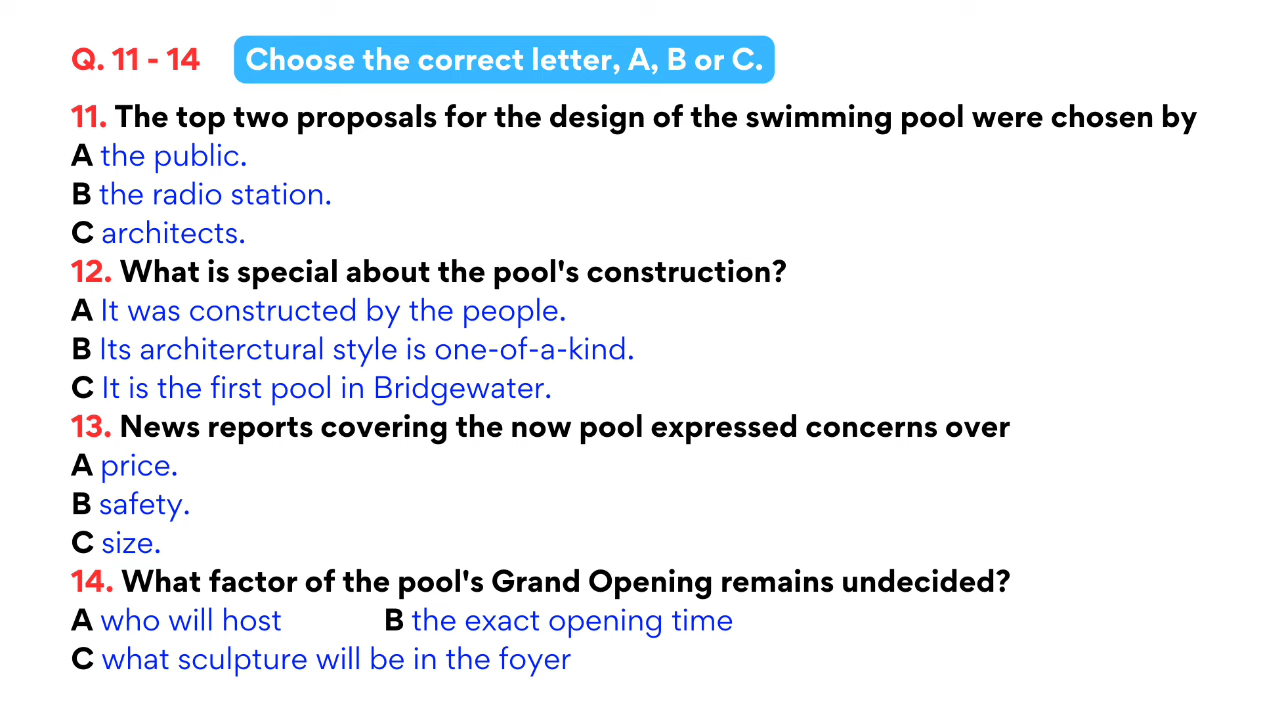 Q. 11 - 14 Choose the correct letter, A, B or C.
11. The top two proposals for the design of the swimming pool were chosen by
A the public.
B the radio station.
C architects.
12. What is special about the pool's construction?
A It was constructed by the people.
B Its architerctural style is one-of-a-kind.
C It is the first pool in Bridgewater.
13. News reports covering the now pool expressed concerns over
A price.
B safety.
C size.
14. What factor of the pool's Grand Opening remains undecided?
A who will host B the exact opening time
C what sculpture will be in the foyer